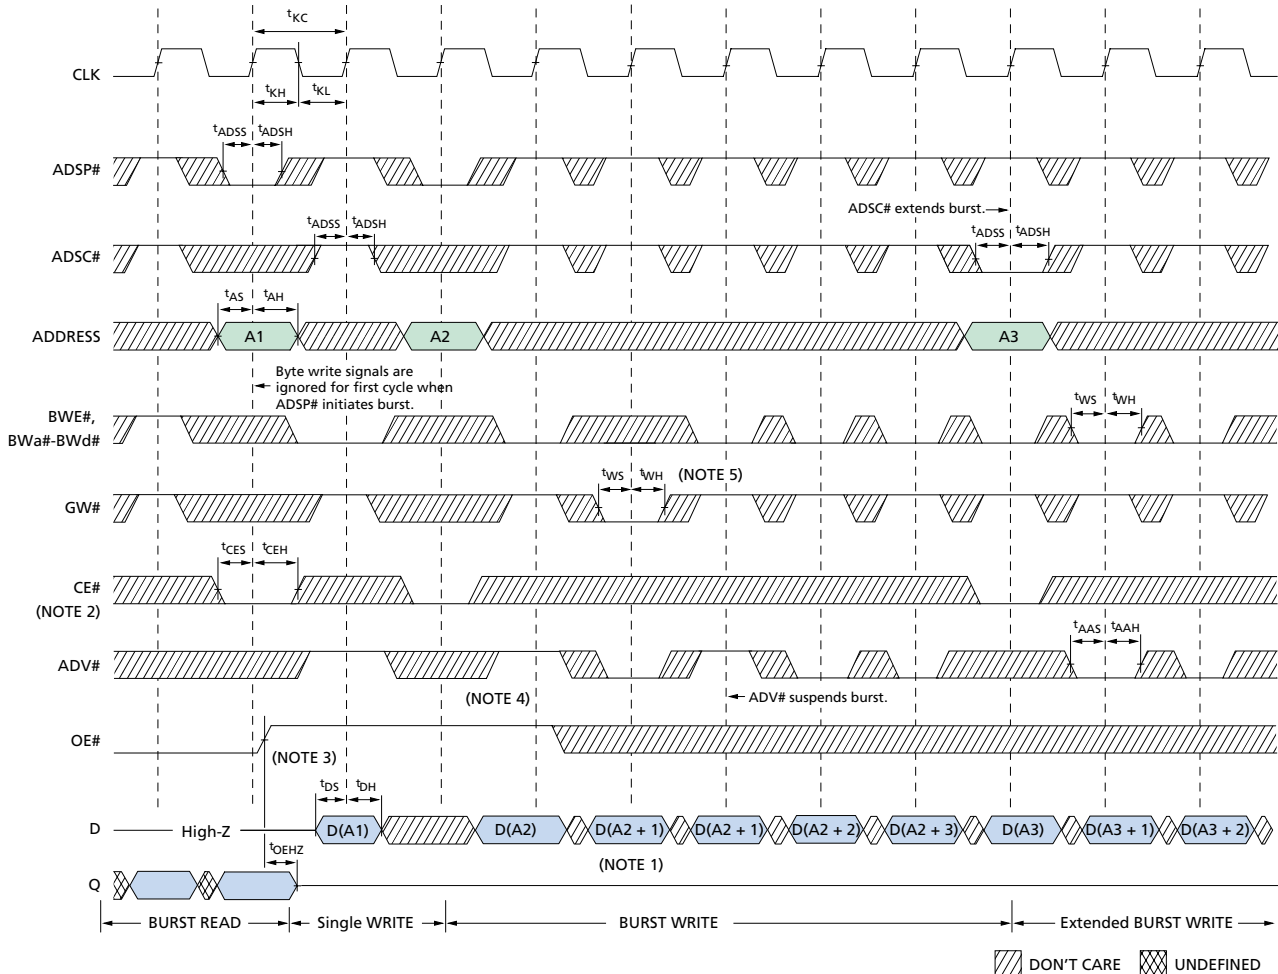 tKC
CLK
tKH
tKL
tADSS
tADSH
ADSP#
ADSC# extends burst.
tADSS
tADSH
tADSS
tADSH
ADSC#
tAS
tAH
ADDRESS
A1
A2
A3
Byte write signals are
ignored for first cycle when
ADSP# initiates burst.
BWE#,
BWa#-BWd#
tWS
tWH
tWS
tWH
(NOTE 5)
GW#
tCES
tCEH
CE#
(NOTE 2)
tAAS
tAAH
ADV#
(NOTE 4)
ADV# suspends burst.
OE#
(NOTE 3)
tDS
tDH
D
High-Z
D(A1)
D(A2)
D(A2 + 1)
D(A2 + 1)
D(A2 + 2)
D(A2 + 3)
D(A3)
D(A3 + 1)
D(A3 + 2)
tOEHZ
(NOTE 1)
Q
BURST READ
Single WRITE
BURST WRITE
Extended BURST WRITE
DON'T CARE
UNDEFINED